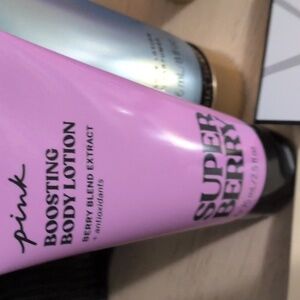 pink
BOOSTING
BODY LOTION
BERRY BLEND EXTRACT
+ antioxidants
SUPER
BERRY